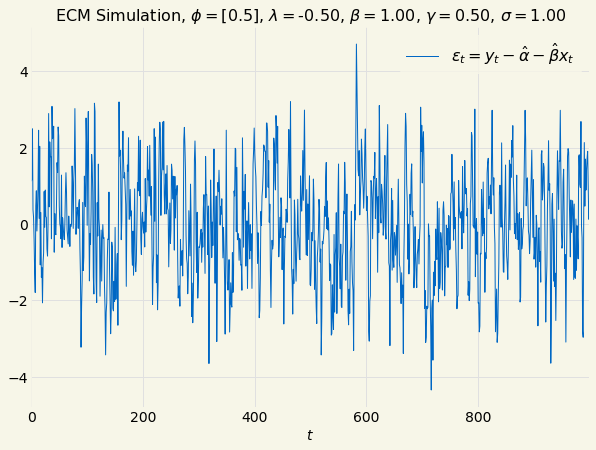 ECM Simulation, ϕ = [0.5], λ = -0.50, β = 1.00, γ = 0.50, σ = 1.00
εₜ = yₜ − α̂ − β̂xₜ
4
2
0
−2
−4
0 200 400 600 800
t